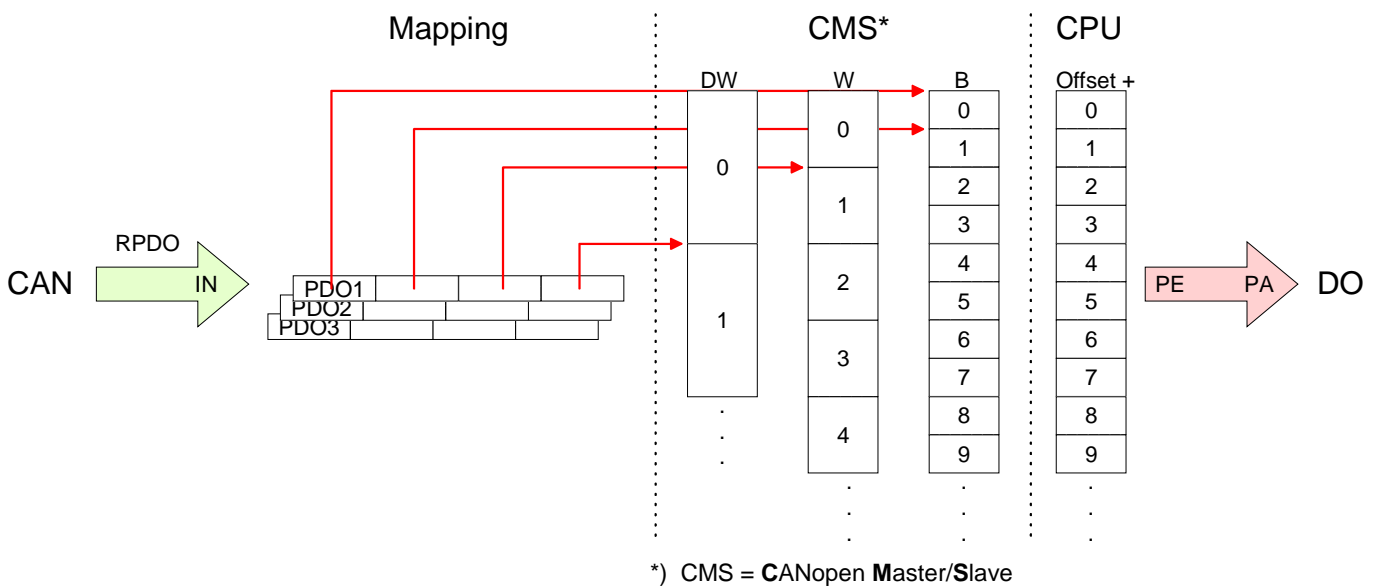 Mapping CMS* CPU
DW W B Offset +
0 0
0
1 1
0 2 2
1
3 3
RPDO
4 4
CAN IN PDO1 2 PE PA DO
5 5
PDO2
PDO3 1
6 6
3
7 7
8 8
4
9 9
*) CMS = CANopen Master/Slave